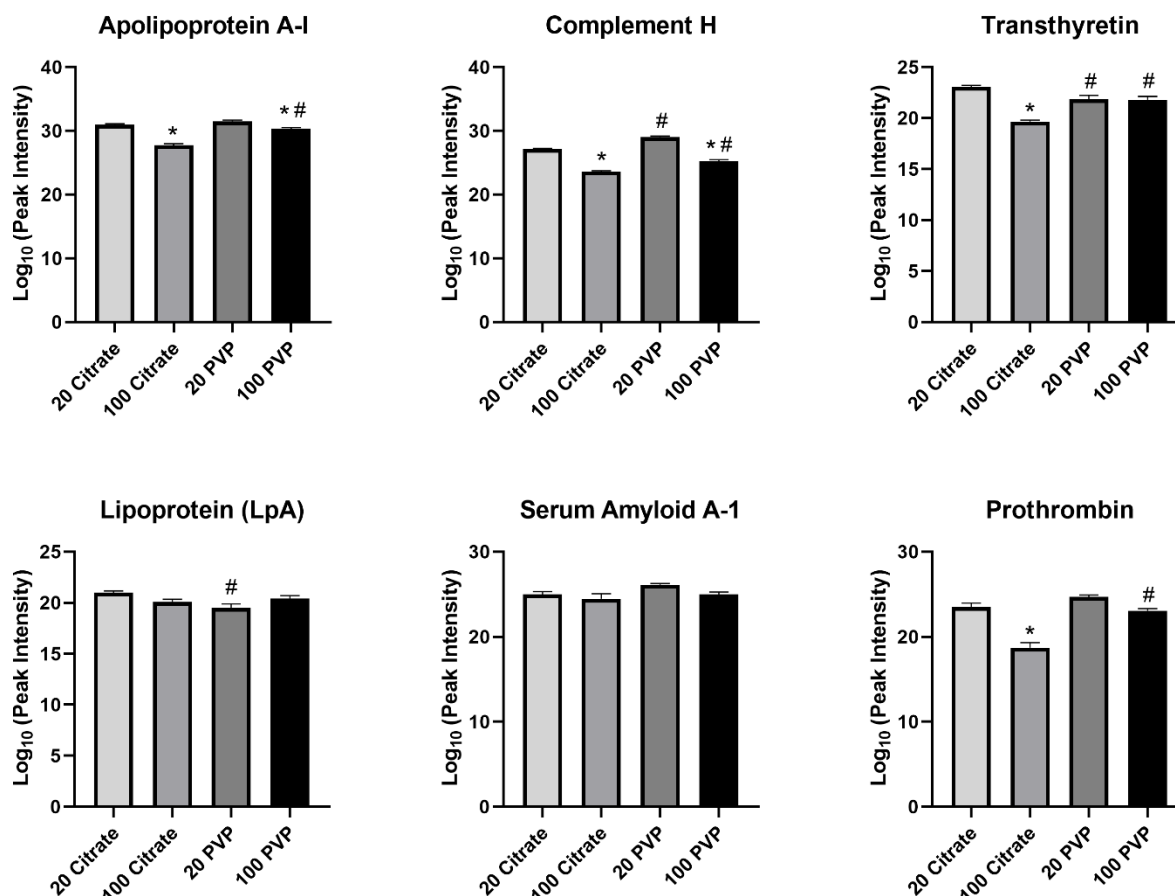 Apolipoprotein A-I
Log₁₀ (Peak Intensity)
40
30
20
10
0
*
* #
20 Citrate
100 Citrate
20 PVP
100 PVP
Complement H
Log₁₀ (Peak Intensity)
40
30
20
10
0
*
#
* #
20 Citrate
100 Citrate
20 PVP
100 PVP
Transthyretin
Log₁₀ (Peak Intensity)
25
20
15
10
5
0
*
#
#
20 Citrate
100 Citrate
20 PVP
100 PVP
Lipoprotein (LpA)
Log₁₀ (Peak Intensity)
25
20
15
10
5
0
#
20 Citrate
100 Citrate
20 PVP
100 PVP
Serum Amyloid A-1
Log₁₀ (Peak Intensity)
30
20
10
0
20 Citrate
100 Citrate
20 PVP
100 PVP
Prothrombin
Log₁₀ (Peak Intensity)
30
20
10
0
*
#
20 Citrate
100 Citrate
20 PVP
100 PVP